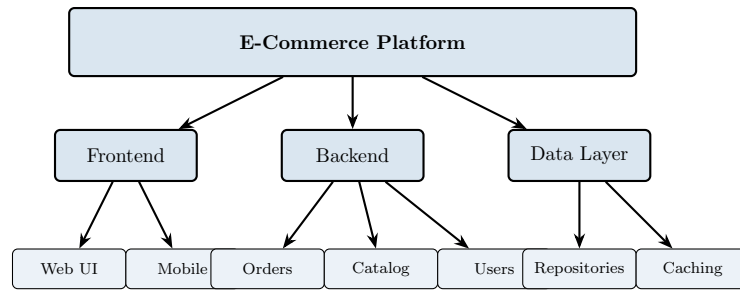 E-Commerce Platform
Frontend
Backend
Data Layer
Web UI
Mobile
Orders
Catalog
Users
Repositories
Caching